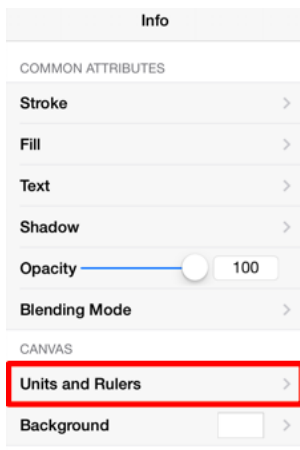 Info
COMMON ATTRIBUTES
Stroke
Fill
Text
Shadow
Opacity 100
Blending Mode
CANVAS
Units and Rulers
Background